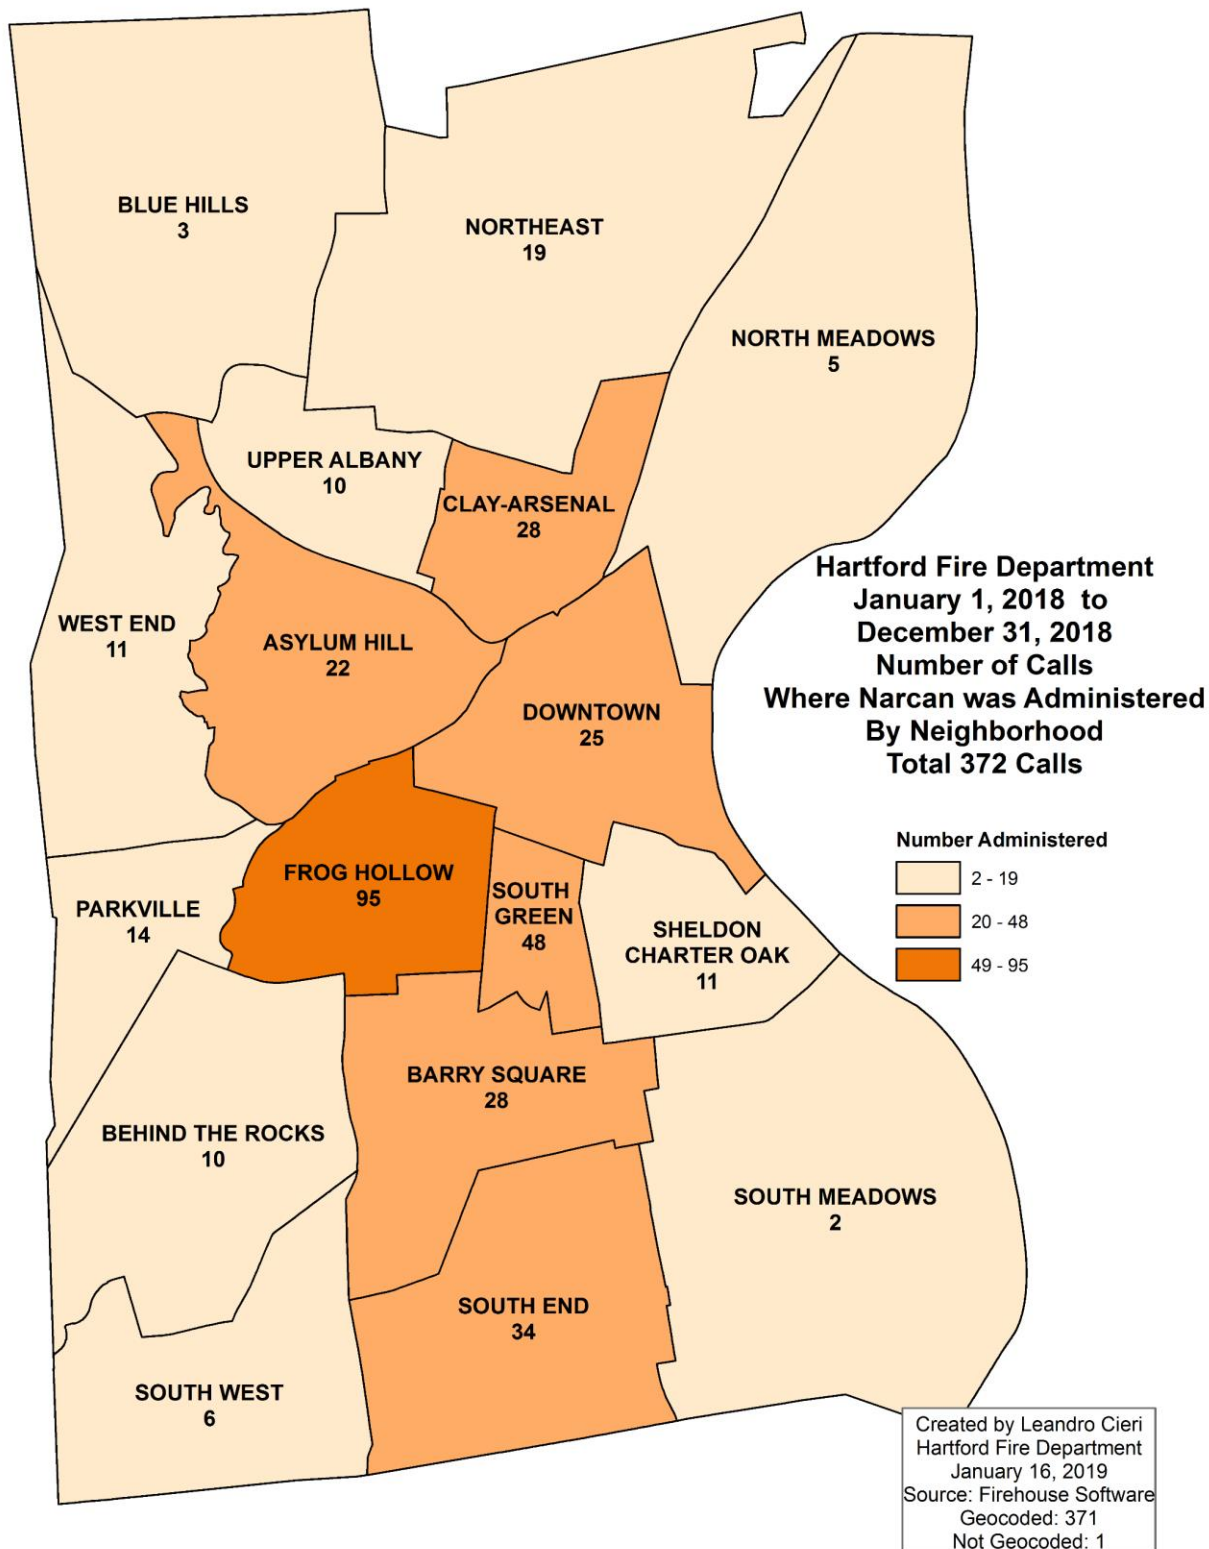 BLUE HILLS
3
NORTHEAST
19
NORTH MEADOWS
5
UPPER ALBANY
10
CLAY-ARSENAL
28
WEST END
11
ASYLUM HILL
22
DOWNTOWN
25
Hartford Fire Department
January 1, 2018 to
December 31, 2018
Number of Calls
Where Narcan was Administered
By Neighborhood
Total 372 Calls
Number Administered
2 - 19
20 - 48
49 - 95
FROG HOLLOW
95
SOUTH
GREEN
48
PARKVILLE
14
SHELDON
CHARTER OAK
11
BARRY SQUARE
28
BEHIND THE ROCKS
10
SOUTH MEADOWS
2
SOUTH END
34
SOUTH WEST
6
Created by Leandro Cieri
Hartford Fire Department
January 16, 2019
Source: Firehouse Software
Geocoded: 371
Not Geocoded: 1